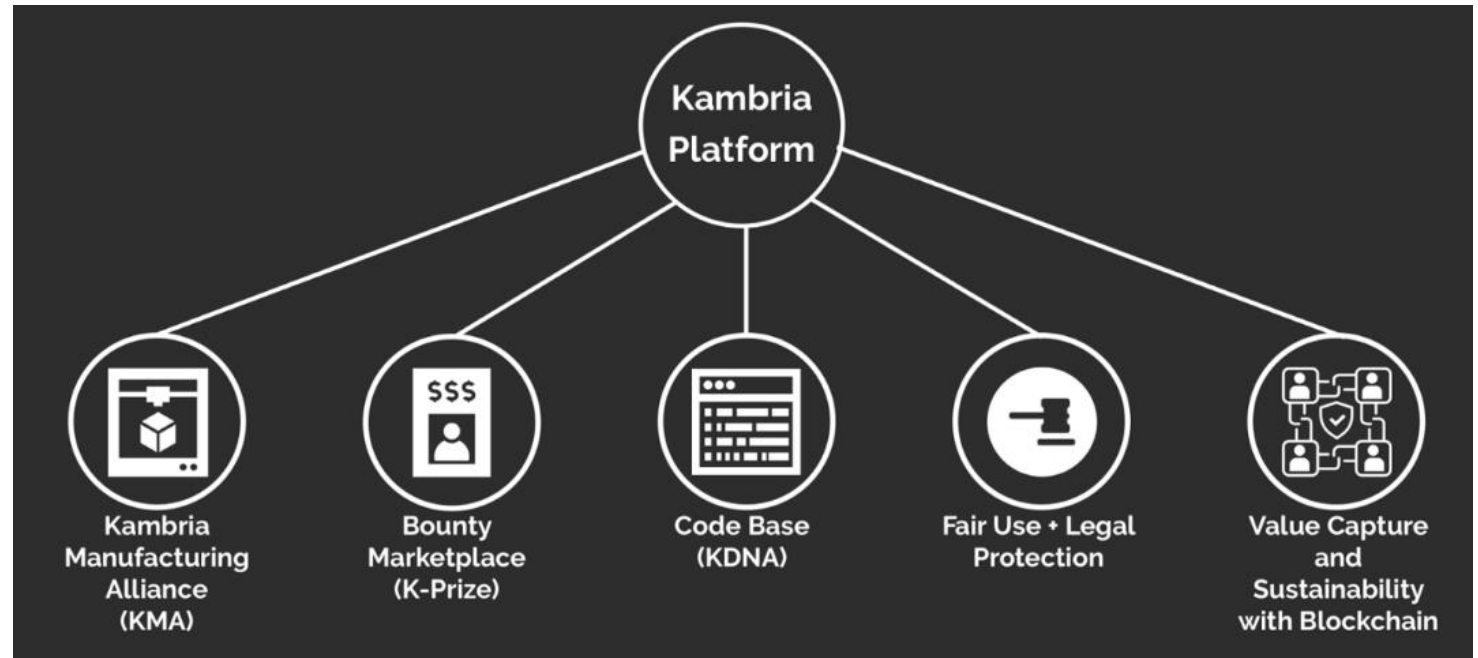 Kambria
Platform
$$$
Kambria
Manufacturing
Alliance
(KMA)
Bounty
Marketplace
(K-Prize)
Code Base
(KDNA)
Fair Use + Legal
Protection
Value Capture
and
Sustainability
with Blockchain